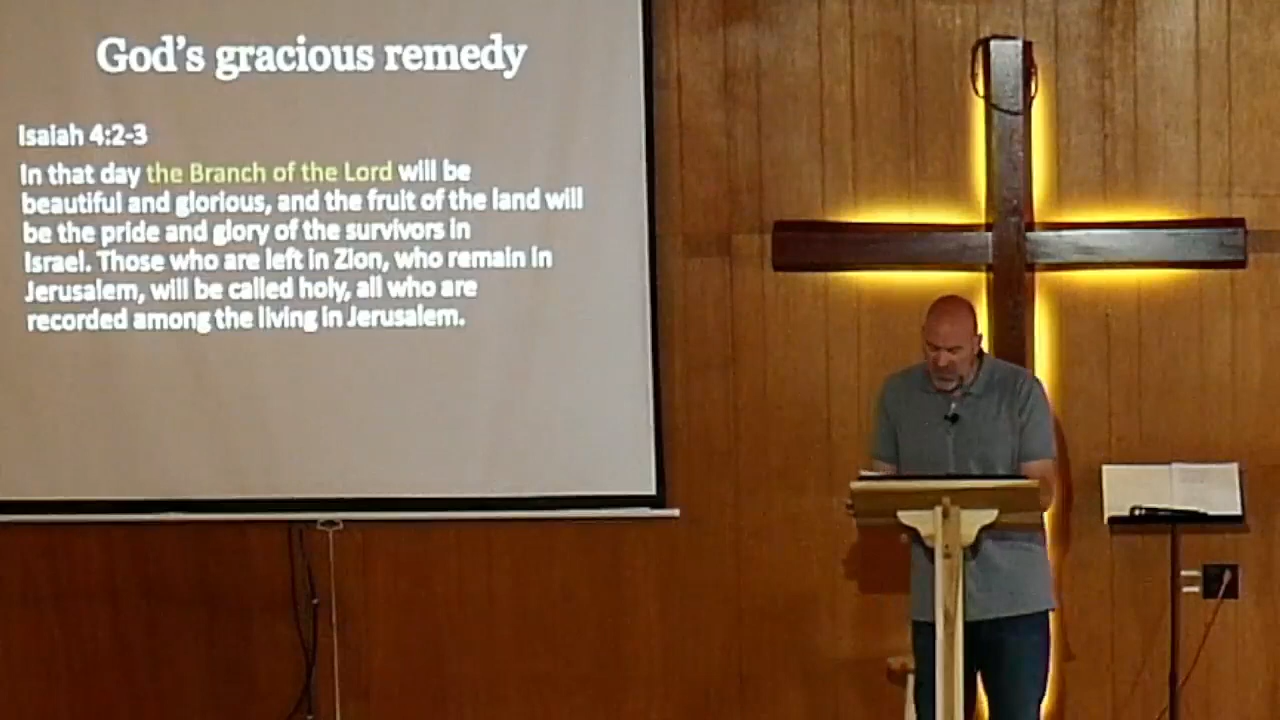 God's gracious remedy
Isaiah 4:2-3
In that day the Branch of the Lord will be
beautiful and glorious, and the fruit of the land will
be the pride and glory of the survivors in
Israel. Those who are left in Zion, who remain in
Jerusalem, will be called holy, all who are
recorded among the living in Jerusalem.